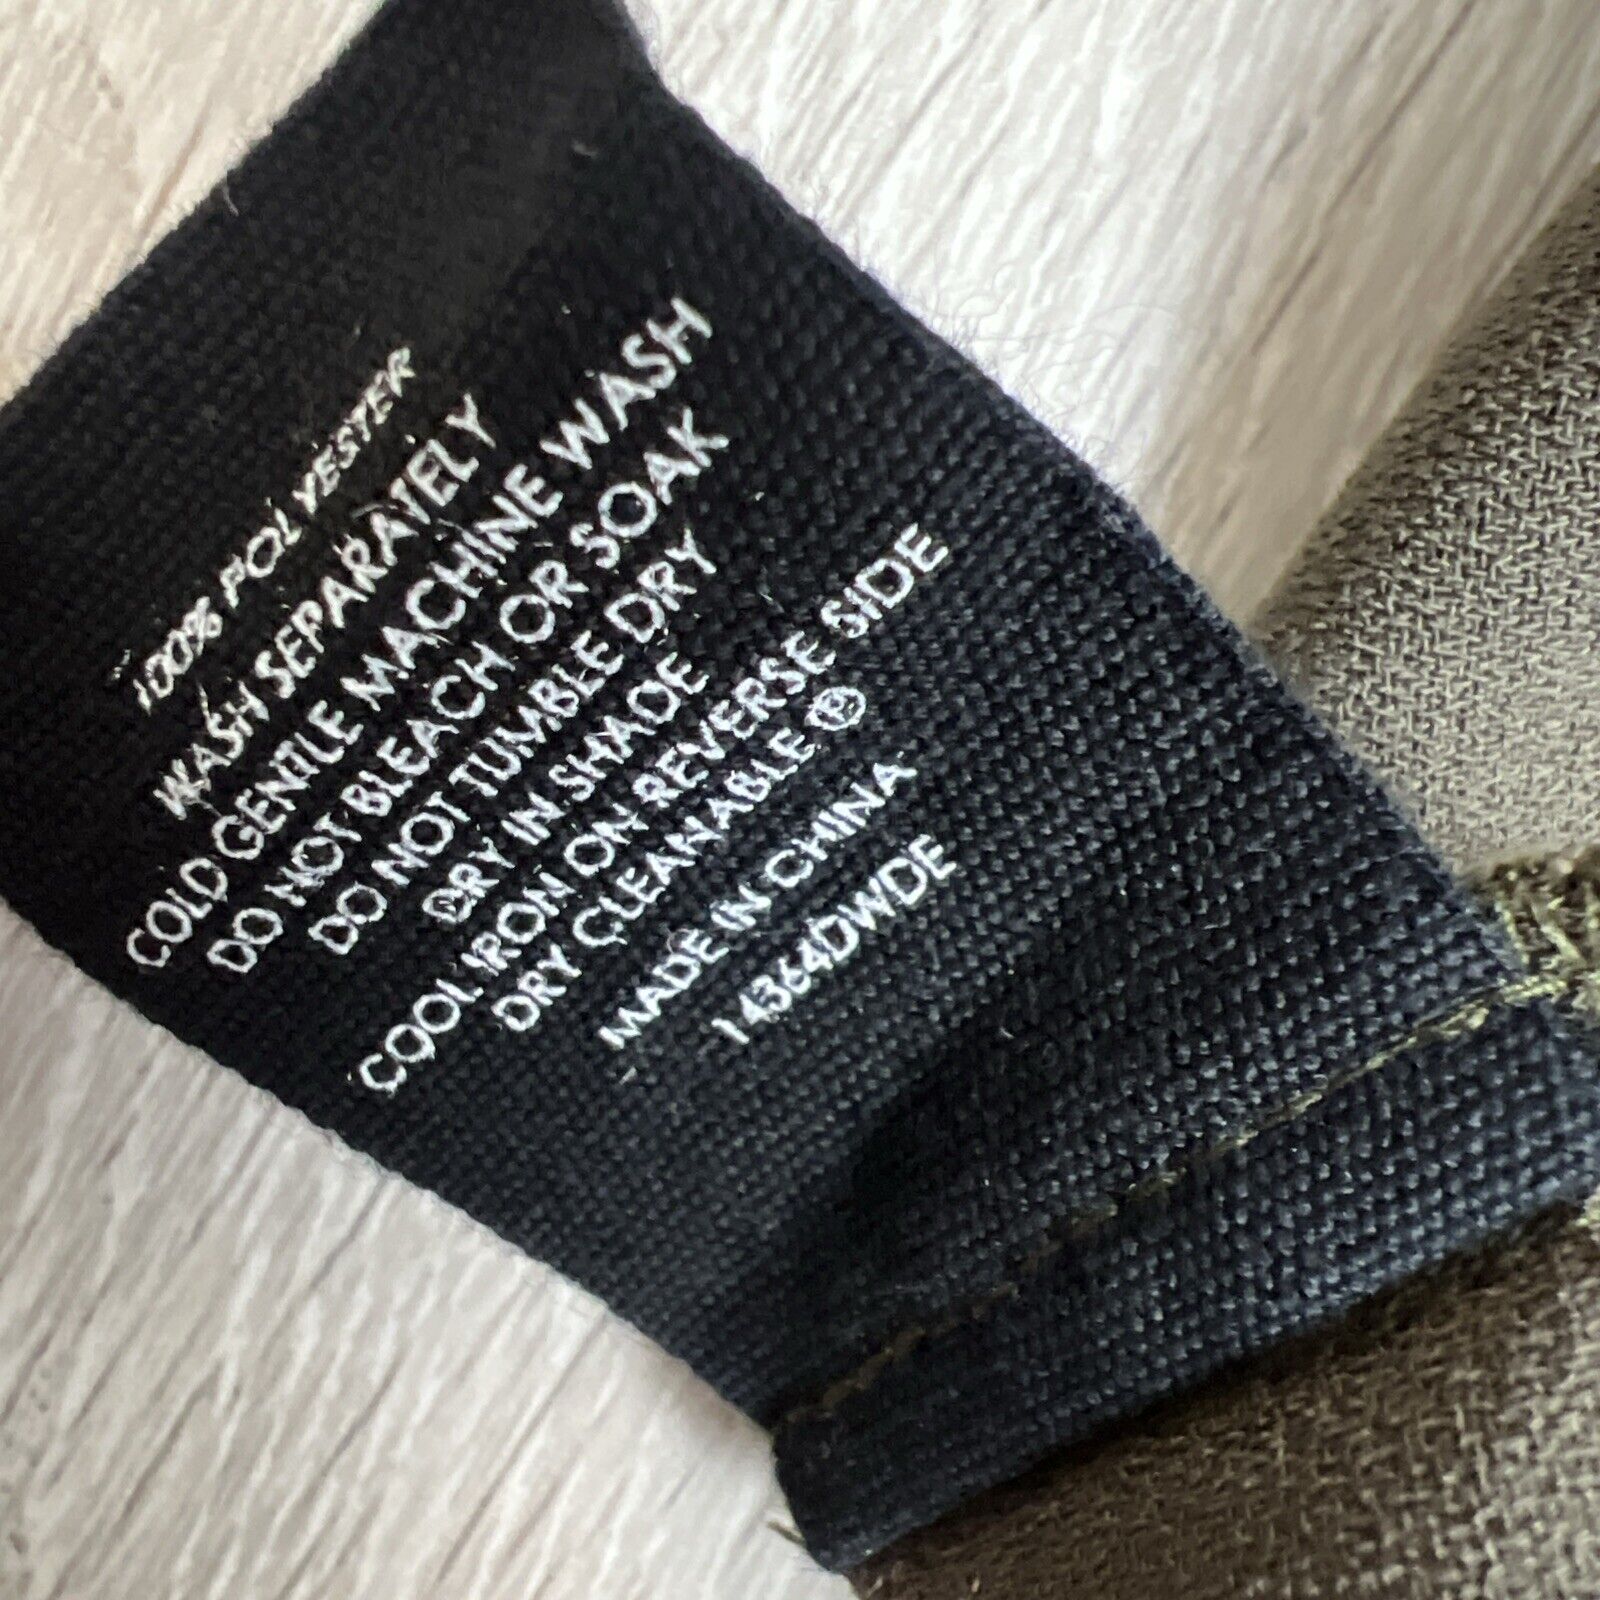 100% POLYESTER
WASH SEPARATELY
COLD GENTLE MACHINE WASH
DO NOT BLEACH OR SOAK
DO NOT TUMBLE DRY
DRY IN SHADE
COOL IRON ON REVERSE SIDE
DRY CLEANABLE Ⓟ
MADE IN CHINA
14364DWDE